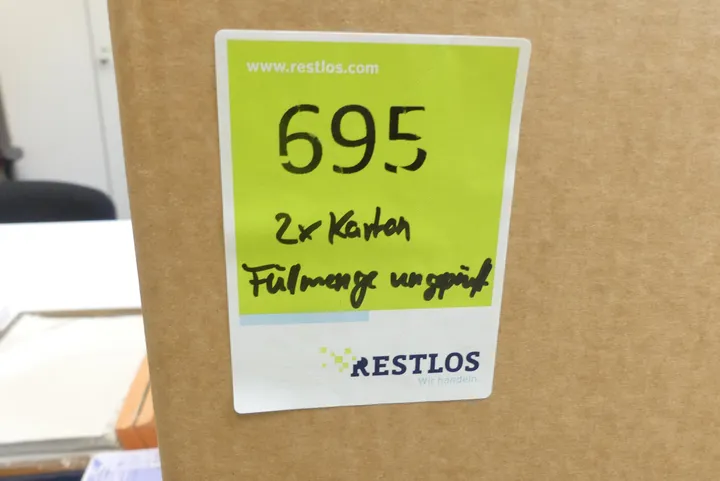 www.restlos.com
695
2x Karton
Füllmenge ungeprüft
RESTLOS
Wir handeln.